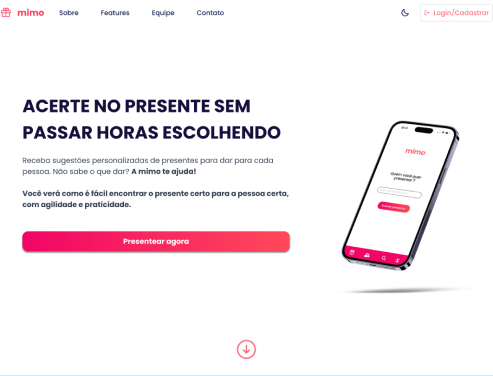 mimo
Sobre
Features
Equipe
Contato
Login/Cadastrar
ACERTE NO PRESENTE SEM
PASSAR HORAS ESCOLHENDO
Receba sugestões personalizadas de presentes para dar para cada
pessoa. Não sabe o que dar? A mimo te ajuda!
Você verá como é fácil encontrar o presente certo para a pessoa certa,
com agilidade e praticidade.
Presentear agora
mimo
Quem você quer
presentear?